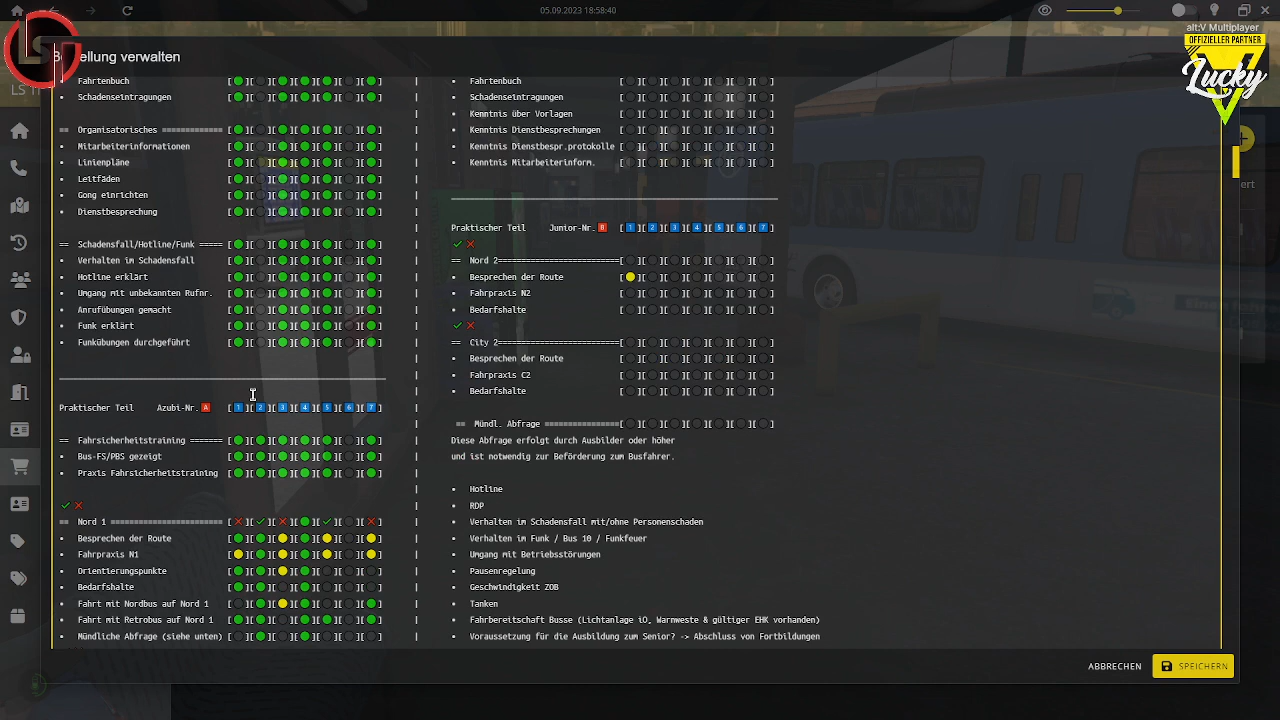 05.09.2023 18:58:40
alt:V Multiplayer
OFFIZIELLER PARTNER
Lucky V
LS
ellung verwalten
• Fahrtenbuch [ ][ ][ ][ ][ ][ ][ ]
• Schadenseintragungen [ ][ ][ ][ ][ ][ ][ ]
== Organisatorisches =========== [ ][ ][ ][ ][ ][ ][ ]
• Mitarbeiterinformationen [ ][ ][ ][ ][ ][ ][ ]
• Linienpläne [ ][ ][ ][ ][ ][ ][ ]
• Leitfäden [ ][ ][ ][ ][ ][ ][ ]
• Gong einrichten [ ][ ][ ][ ][ ][ ][ ]
• Dienstbesprechung [ ][ ][ ][ ][ ][ ][ ]
== Schadensfall/Hotline/Funk ===== [ ][ ][ ][ ][ ][ ][ ]
• Verhalten im Schadensfall [ ][ ][ ][ ][ ][ ][ ]
• Hotline erklärt [ ][ ][ ][ ][ ][ ][ ]
• Umgang mit unbekannten Rufnr. [ ][ ][ ][ ][ ][ ][ ]
• Anrufübungen gemacht [ ][ ][ ][ ][ ][ ][ ]
• Funk erklärt [ ][ ][ ][ ][ ][ ][ ]
• Funkübungen durchgeführt [ ][ ][ ][ ][ ][ ][ ]
Praktischer Teil Azubi-Nr. A [1][2][3][4][5][6][7]
== Fahrsicherheitstraining ======= [ ][ ][ ][ ][ ][ ][ ]
• Bus-FS/PBS gezeigt [ ][ ][ ][ ][ ][ ][ ]
• Praxis Fahrsicherheitstraining [ ][ ][ ][ ][ ][ ][ ]
✓ ✗
== Nord 1 ==================== [✗][✓][✗][ ][✓][ ][✗]
• Besprechen der Route [ ][ ][ ][ ][ ][ ][ ]
• Fahrpraxis N1 [ ][ ][ ][ ][ ][ ][ ]
• Orientierungspunkte [ ][ ][ ][ ][ ][ ][ ]
• Bedarfshalte [ ][ ][ ][ ][ ][ ][ ]
• Fahrt mit Nordbus auf Nord 1 [ ][ ][ ][ ][ ][ ][ ]
• Fahrt mit Retrobus auf Nord 1 [ ][ ][ ][ ][ ][ ][ ]
• Mündliche Abfrage (siehe unten) [ ][ ][ ][ ][ ][ ][ ]
• Fahrtenbuch [ ][ ][ ][ ][ ][ ][ ]
• Schadenseintragungen [ ][ ][ ][ ][ ][ ][ ]
• Kenntnis über Vorlagen [ ][ ][ ][ ][ ][ ][ ]
• Kenntnis Dienstbesprechungen [ ][ ][ ][ ][ ][ ][ ]
• Kenntnis Dienstbespr.protokolle [ ][ ][ ][ ][ ][ ][ ]
• Kenntnis Mitarbeiterinform. [ ][ ][ ][ ][ ][ ][ ]
Praktischer Teil Junior-Nr. B [1][2][3][4][5][6][7]
✓ ✗
== Nord 2====================== [ ][ ][ ][ ][ ][ ][ ]
• Besprechen der Route [ ][ ][ ][ ][ ][ ][ ]
• Fahrpraxis N2 [ ][ ][ ][ ][ ][ ][ ]
• Bedarfshalte [ ][ ][ ][ ][ ][ ][ ]
✓ ✗
== City 2====================== [ ][ ][ ][ ][ ][ ][ ]
• Besprechen der Route [ ][ ][ ][ ][ ][ ][ ]
• Fahrpraxis C2 [ ][ ][ ][ ][ ][ ][ ]
• Bedarfshalte [ ][ ][ ][ ][ ][ ][ ]
== Mündl. Abfrage ============= [ ][ ][ ][ ][ ][ ][ ]
Diese Abfrage erfolgt durch Ausbilder oder höher
und ist notwendig zur Beförderung zum Busfahrer.
• Hotline
• RDP
• Verhalten im Schadensfall mit/ohne Personenschaden
• Verhalten im Funk / Bus 10 / Funkfeuer
• Umgang mit Betriebsstörungen
• Pausenregelung
• Geschwindigkeit ZOB
• Tanken
• Fahrbereitschaft Busse (Lichtanlage iO, Warnweste & gültiger EHK vorhanden)
• Voraussetzung für die Ausbildung zum Senior? -> Abschluss von Fortbildungen
ABBRECHEN
SPEICHERN